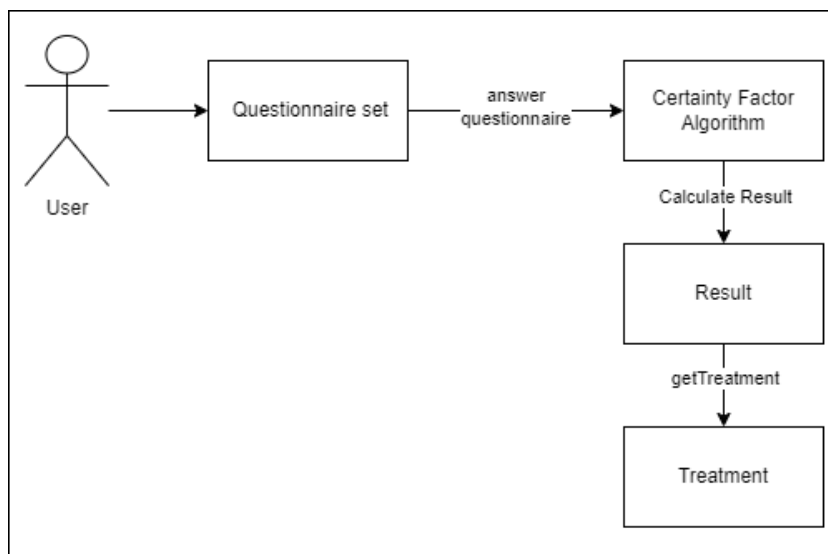 User
Questionnaire set
answer
questionnaire
Certainty Factor
Algorithm
Calculate Result
Result
getTreatment
Treatment